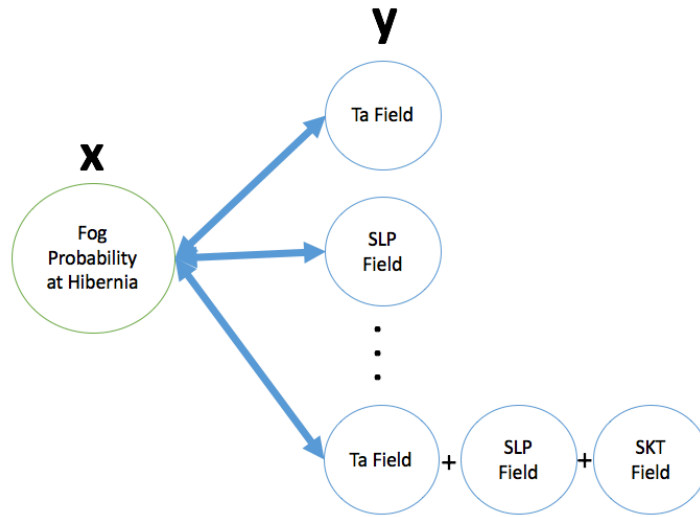 y
Ta Field
x
Fog
Probability
at Hibernia
SLP
Field
Ta Field
+
SLP
Field
+
SKT
Field